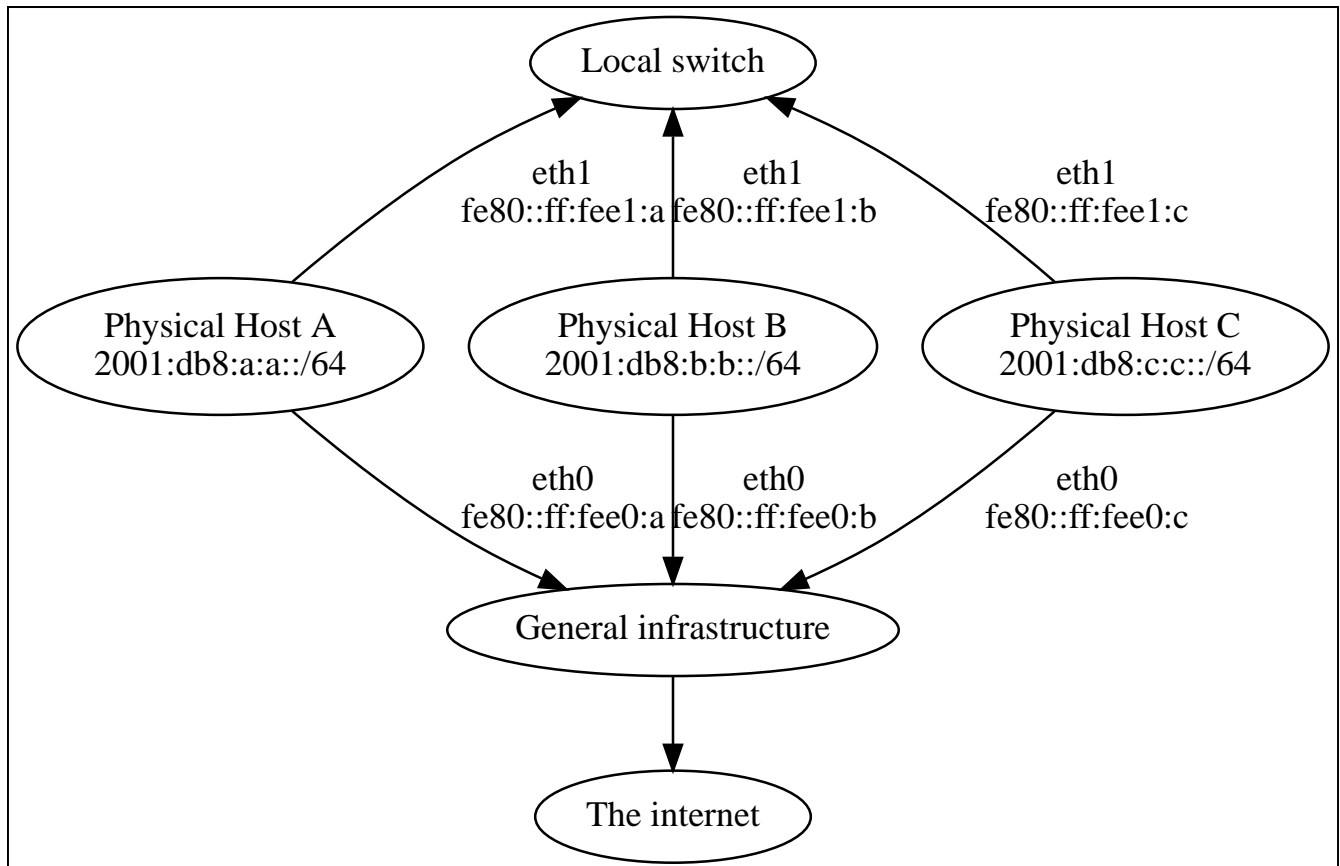 Local switch
eth1
fe80::ff:fee1:a
eth1
fe80::ff:fee1:b
eth1
fe80::ff:fee1:c
Physical Host A
2001:db8:a:a::/64
Physical Host B
2001:db8:b:b::/64
Physical Host C
2001:db8:c:c::/64
eth0
fe80::ff:fee0:a
eth0
fe80::ff:fee0:b
eth0
fe80::ff:fee0:c
General infrastructure
The internet